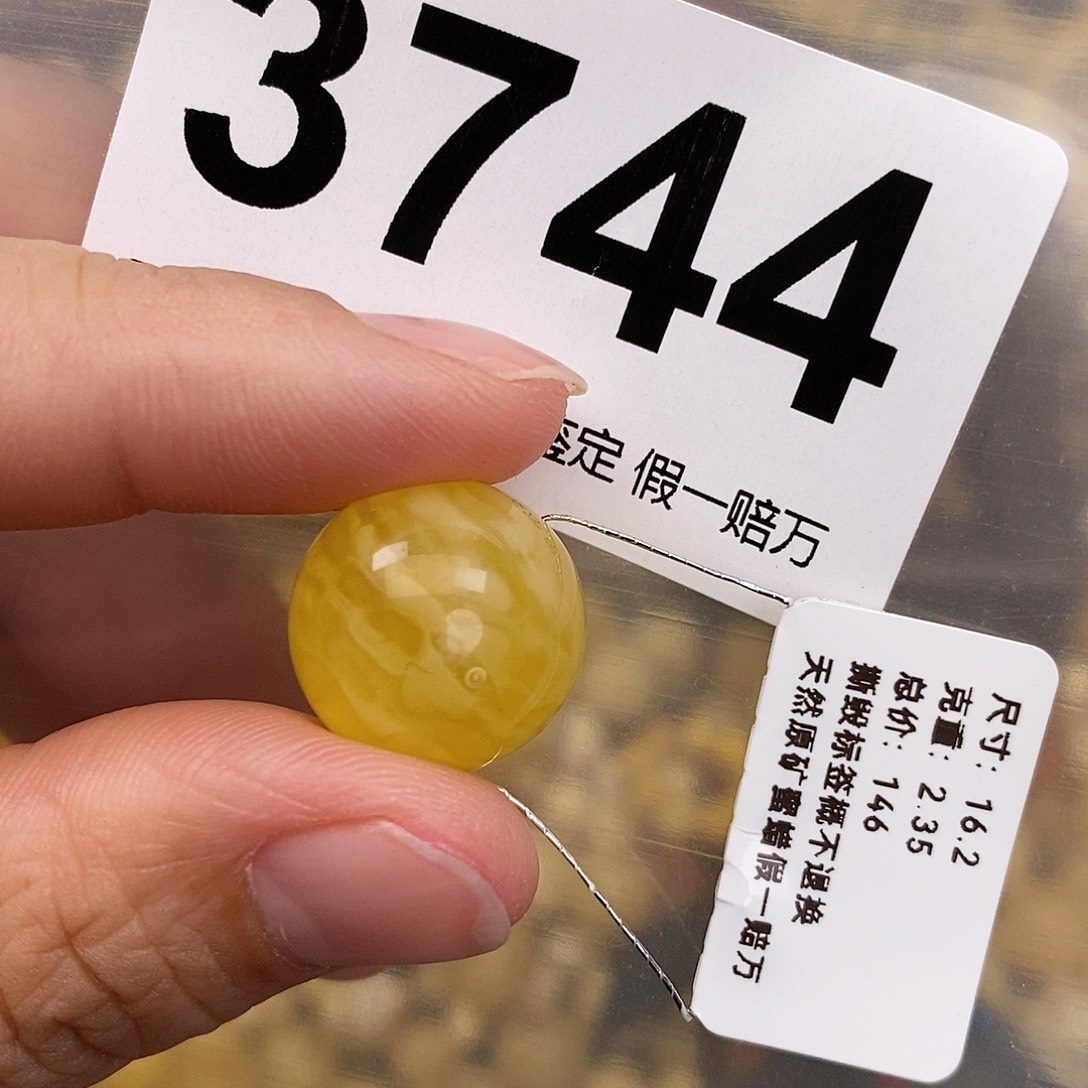 3744
鉴定 假一赔万
尺寸: 16.2
克重: 2.35
总价: 146
撕毁标签概不退换
天然原矿蜜蜡假一赔万